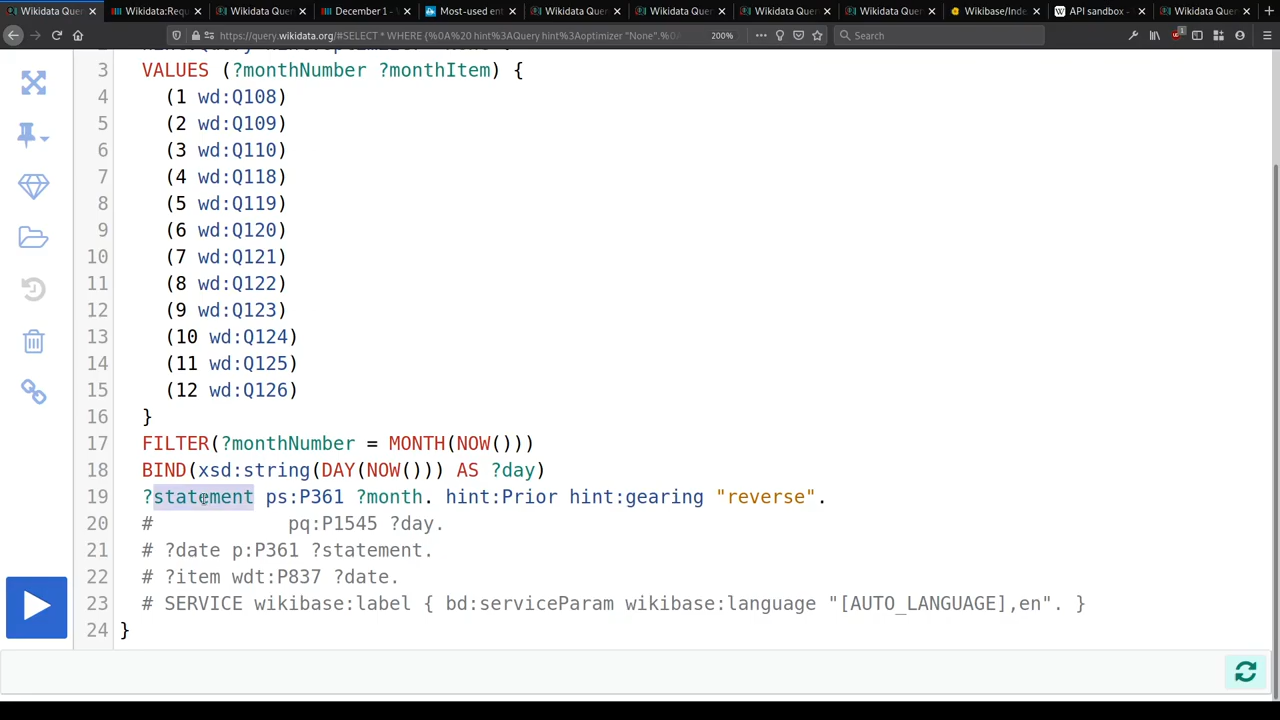 Wikidata Que
Wikidata:Req
Wikidata Que
December 1 -
Most-used ent
Wikidata Que
Wikidata Que
Wikidata Que
Wikidata Que
Wikibase/Inde
API sandbox -
Wikidata Que
https://query.wikidata.org/#SELECT * WHERE {%0A%20 hint%3AQuery hint%3Aoptimizer "None".%0
200%
Search
3 VALUES (?monthNumber ?monthItem) {
4 (1 wd:Q108)
5 (2 wd:Q109)
6 (3 wd:Q110)
7 (4 wd:Q118)
8 (5 wd:Q119)
9 (6 wd:Q120)
10 (7 wd:Q121)
11 (8 wd:Q122)
12 (9 wd:Q123)
13 (10 wd:Q124)
14 (11 wd:Q125)
15 (12 wd:Q126)
16 }
17 FILTER(?monthNumber = MONTH(NOW()))
18 BIND(xsd:string(DAY(NOW())) AS ?day)
19 ?statement ps:P361 ?month. hint:Prior hint:gearing "reverse".
20 # pq:P1545 ?day.
21 # ?date p:P361 ?statement.
22 # ?item wdt:P837 ?date.
23 # SERVICE wikibase:label { bd:serviceParam wikibase:language "[AUTO_LANGUAGE],en". }
24 }